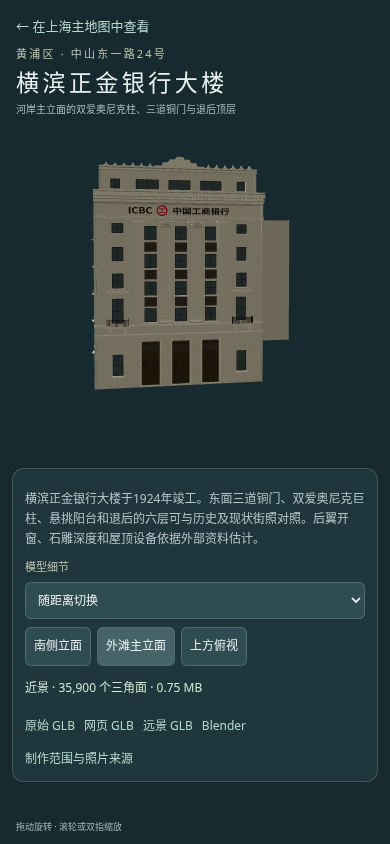 ← 在上海主地图中查看
黄浦区 · 中山东一路24号
横滨正金银行大楼
河岸主立面的双爱奥尼克柱、三道铜门与退后顶层
ICBC 中国工商银行
横滨正金银行大楼于1924年竣工。东面三道铜门、双爱奥尼克巨
柱、悬挑阳台和退后的六层可与历史及现状街照对照。后翼开
窗、石雕深度和屋顶设备依据外部资料估计。
模型细节
随距离切换
南侧立面 外滩主立面 上方俯视
近景 · 35,900 个三角面 · 0.75 MB
原始 GLB 网页 GLB 远景 GLB Blender
制作范围与照片来源
拖动旋转 · 滚轮或双指缩放